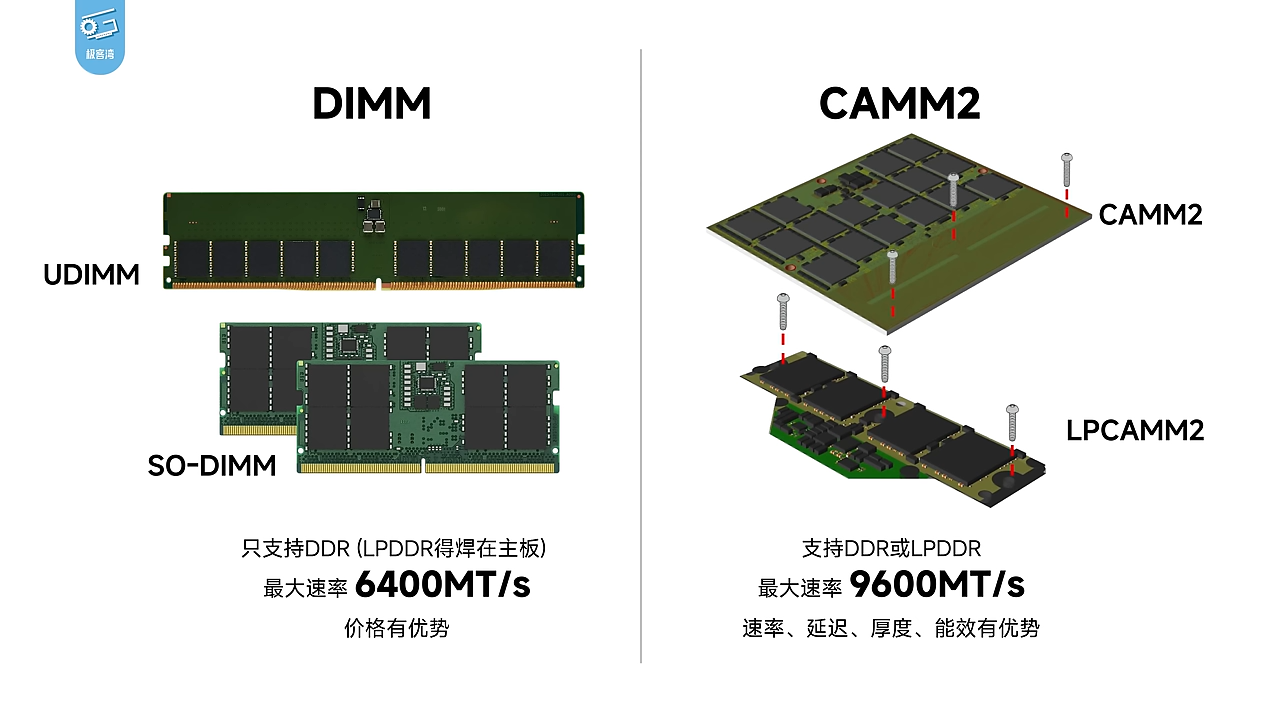 极客湾
DIMM
UDIMM
SO-DIMM
只支持DDR (LPDDR得焊在主板)
最大速率 6400MT/s
价格有优势
CAMM2
CAMM2
LPCAMM2
支持DDR或LPDDR
最大速率 9600MT/s
速率、延迟、厚度、能效有优势